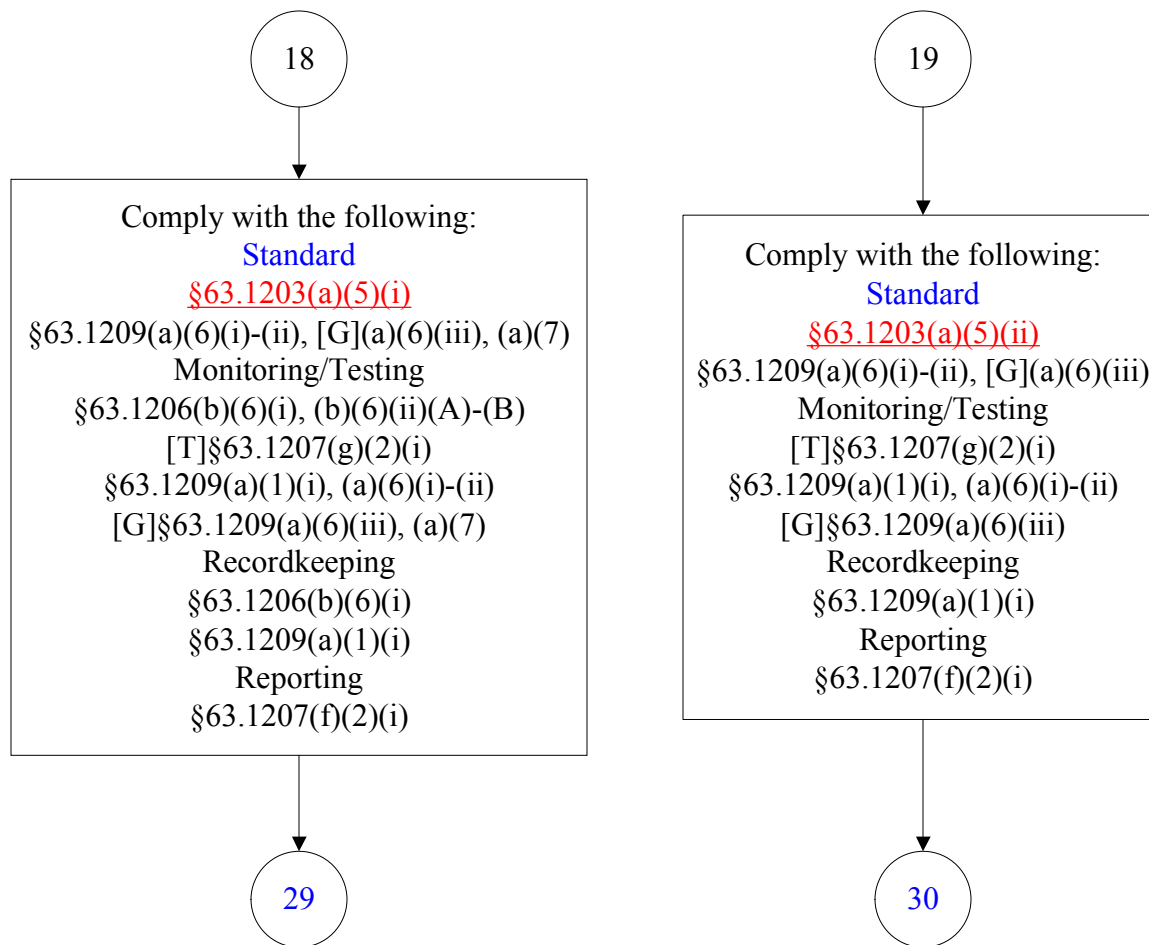 18
Comply with the following:
Standard
§63.1203(a)(5)(i)
§63.1209(a)(6)(i)-(ii), [G](a)(6)(iii), (a)(7)
Monitoring/Testing
§63.1206(b)(6)(i), (b)(6)(ii)(A)-(B)
[T]§63.1207(g)(2)(i)
§63.1209(a)(1)(i), (a)(6)(i)-(ii)
[G]§63.1209(a)(6)(iii), (a)(7)
Recordkeeping
§63.1206(b)(6)(i)
§63.1209(a)(1)(i)
Reporting
§63.1207(f)(2)(i)
29
19
Comply with the following:
Standard
§63.1203(a)(5)(ii)
§63.1209(a)(6)(i)-(ii), [G](a)(6)(iii)
Monitoring/Testing
[T]§63.1207(g)(2)(i)
§63.1209(a)(1)(i), (a)(6)(i)-(ii)
[G]§63.1209(a)(6)(iii)
Recordkeeping
§63.1209(a)(1)(i)
Reporting
§63.1207(f)(2)(i)
30